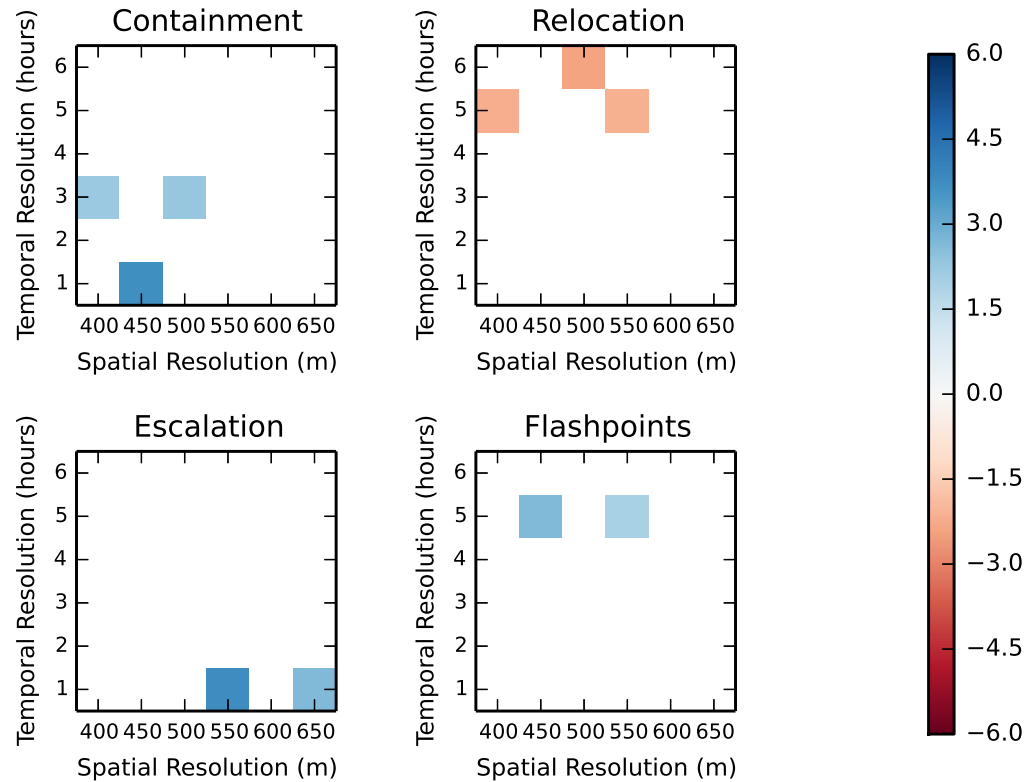 Containment
Temporal Resolution (hours)
6
5
4
3
2
1
400 450 500 550 600 650
Spatial Resolution (m)
Relocation
Temporal Resolution (hours)
6
5
4
3
2
1
400 450 500 550 600 650
Spatial Resolution (m)
Escalation
Temporal Resolution (hours)
6
5
4
3
2
1
400 450 500 550 600 650
Spatial Resolution (m)
Flashpoints
Temporal Resolution (hours)
6
5
4
3
2
1
400 450 500 550 600 650
Spatial Resolution (m)
6.0
4.5
3.0
1.5
0.0
−1.5
−3.0
−4.5
−6.0